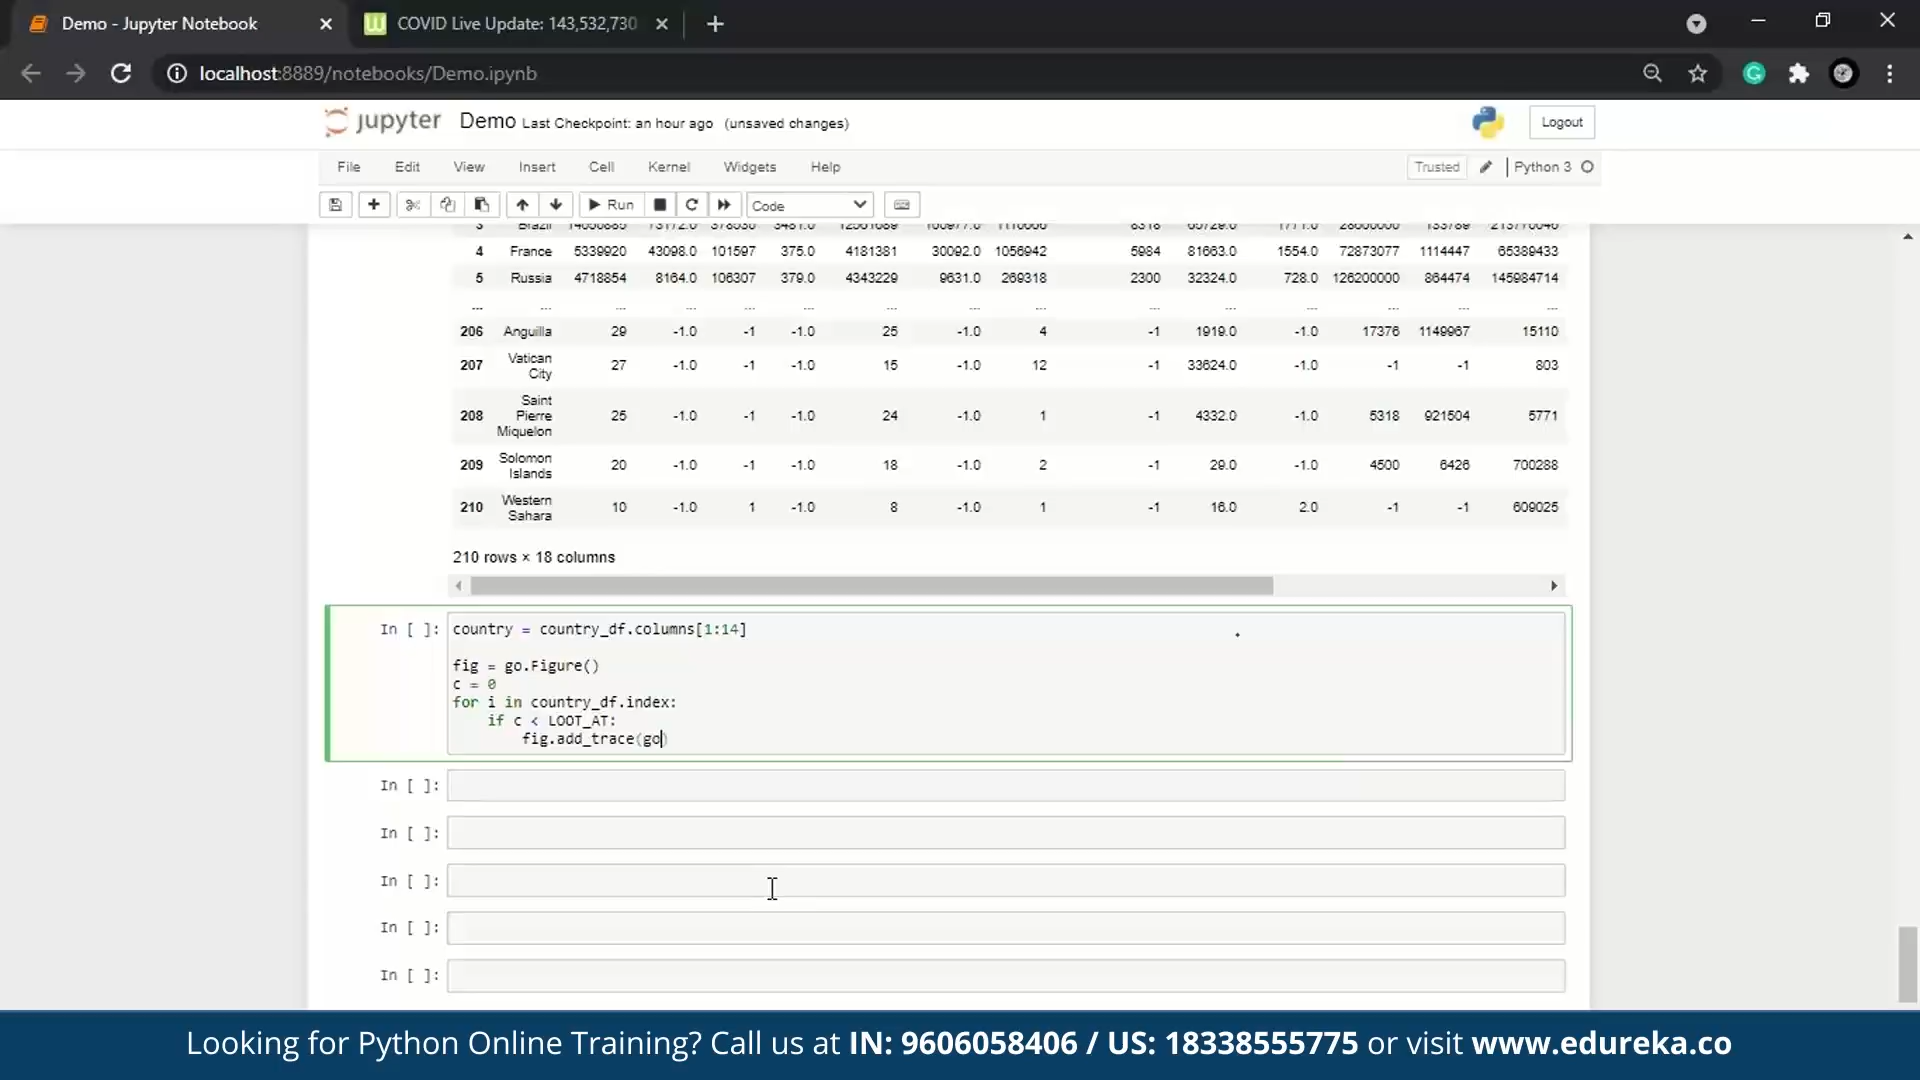 Demo - Jupyter Notebook
COVID Live Update: 143,532,730
localhost:8889/notebooks/Demo.ipynb
jupyter Demo Last Checkpoint: an hour ago (unsaved changes)
Logout
File Edit View Insert Cell Kernel Widgets Help
Trusted Python 3
Run Code
4 France 5339920 43098.0 101597 375.0 4181381 30092.0 1056942 5984 81663.0 1554.0 72873077 1114447 65389433
5 Russia 4718854 8164.0 106307 379.0 4343229 9631.0 269318 2300 32324.0 728.0 126200000 864474 145984714
... ... ... ... ... ... ... ... ... ... ... ... ... ... ...
206 Anguilla 29 -1.0 -1 -1.0 25 -1.0 4 -1 1919.0 -1.0 17376 1149967 15110
207 Vatican City 27 -1.0 -1 -1.0 15 -1.0 12 -1 33624.0 -1.0 -1 -1 803
208 Saint Pierre Miquelon 25 -1.0 -1 -1.0 24 -1.0 1 -1 4332.0 -1.0 5318 921504 5771
209 Solomon Islands 20 -1.0 -1 -1.0 18 -1.0 2 -1 29.0 -1.0 4500 6426 700288
210 Western Sahara 10 -1.0 1 -1.0 8 -1.0 1 -1 16.0 2.0 -1 -1 609025
210 rows × 18 columns
In [ ]: country = country_df.columns[1:14]
fig = go.Figure()
c = 0
for i in country_df.index:
if c < LOOT_AT:
fig.add_trace(go)
In [ ]:
In [ ]:
In [ ]:
In [ ]:
In [ ]:
Looking for Python Online Training? Call us at IN: 9606058406 / US: 18338555775 or visit www.edureka.co